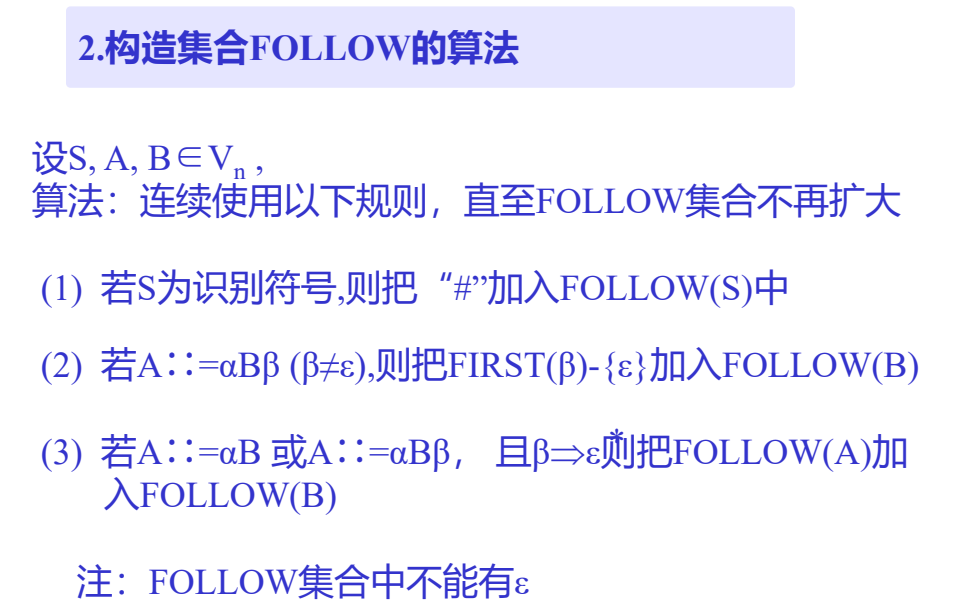 2.构造集合FOLLOW的算法
设S, A, B∈Vn ,
算法：连续使用以下规则，直至FOLLOW集合不再扩大
(1) 若S为识别符号,则把“#”加入FOLLOW(S)中
(2) 若A∷=αBβ (β≠ε),则把FIRST(β)-{ε}加入FOLLOW(B)
(3) 若A∷=αB 或A∷=αBβ， 且β⇒ε*则把FOLLOW(A)加
入FOLLOW(B)
注：FOLLOW集合中不能有ε